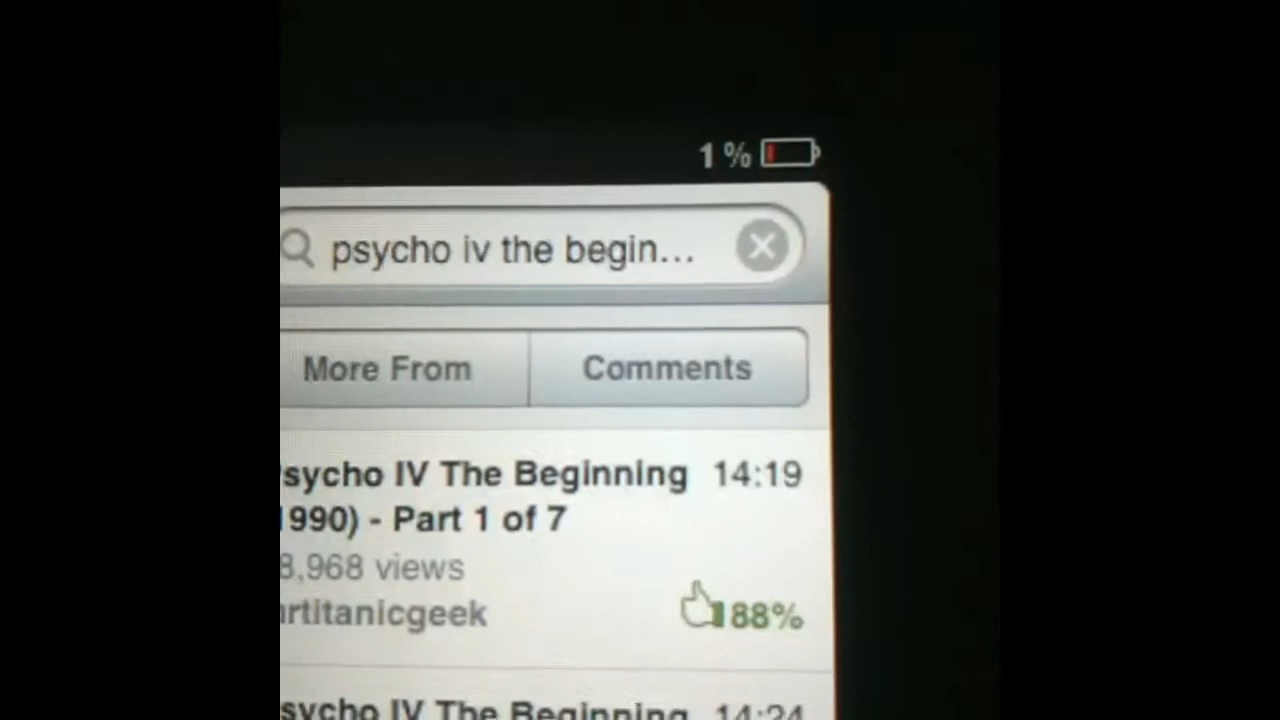 1 %
psycho iv the begin...
More From
Comments
sycho IV The Beginning 14:19
1990) - Part 1 of 7
8,968 views
rtitanicgeek
88%
sycho IV The Beginning 14:24